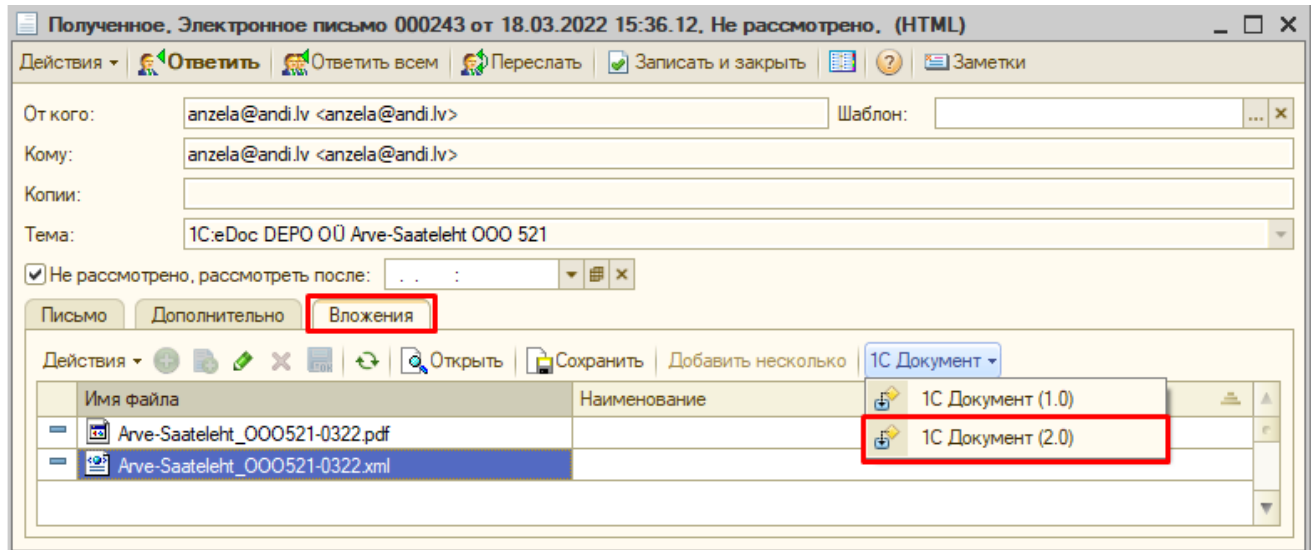 Полученное. Электронное письмо 000243 от 18.03.2022 15:36.12. Не рассмотрено. (HTML)
Действия Ответить Ответить всем Переслать Записать и закрыть ? Заметки
От кого: anzela@andi.lv <anzela@andi.lv> Шаблон: ... ×
Кому: anzela@andi.lv <anzela@andi.lv>
Копии:
Тема: 1C:eDoc DEPO OÜ Arve-Saateleht OOO 521
Не рассмотрено, рассмотреть после: . . :
Письмо Дополнительно Вложения
Действия Открыть Сохранить Добавить несколько 1С Документ
Имя файла Наименование 1С Документ (1.0)
Arve-Saateleht_OOO521-0322.pdf 1С Документ (2.0)
Arve-Saateleht_OOO521-0322.xml